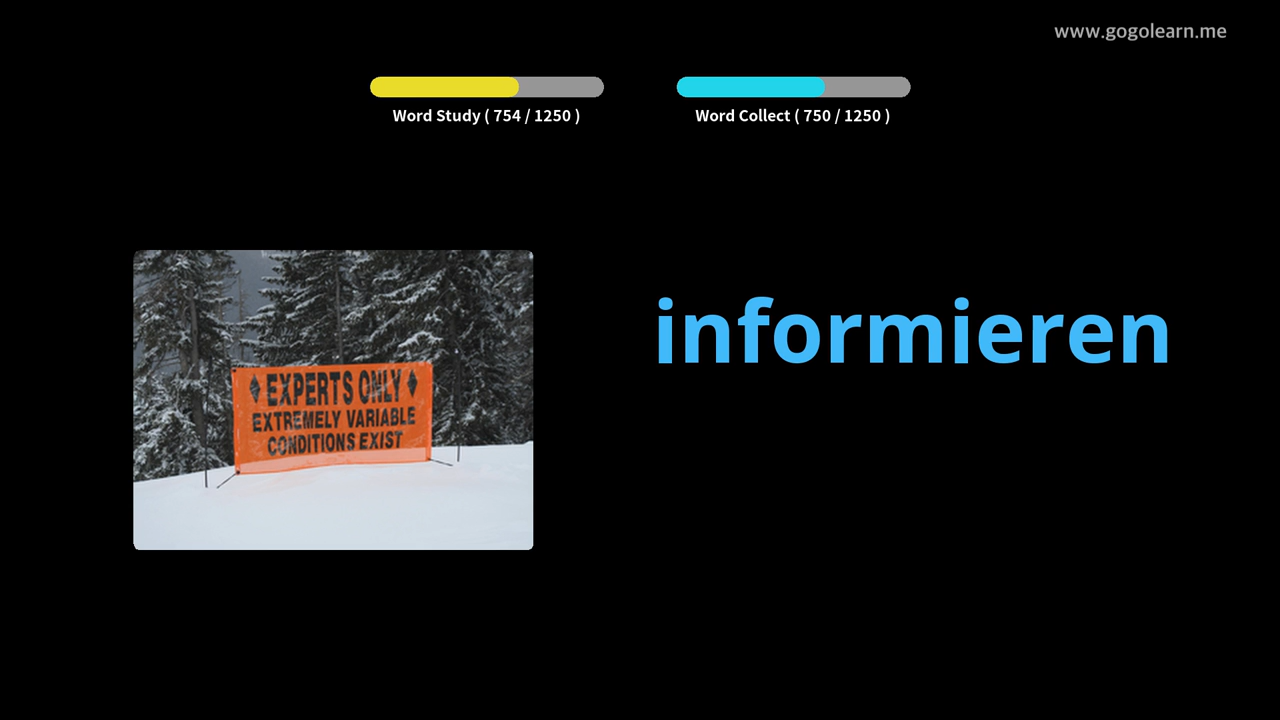 www.gogolearn.me
Word Study ( 754 / 1250 )
Word Collect ( 750 / 1250 )
informieren
EXPERTS ONLY
EXTREMELY VARIABLE
CONDITIONS EXIST